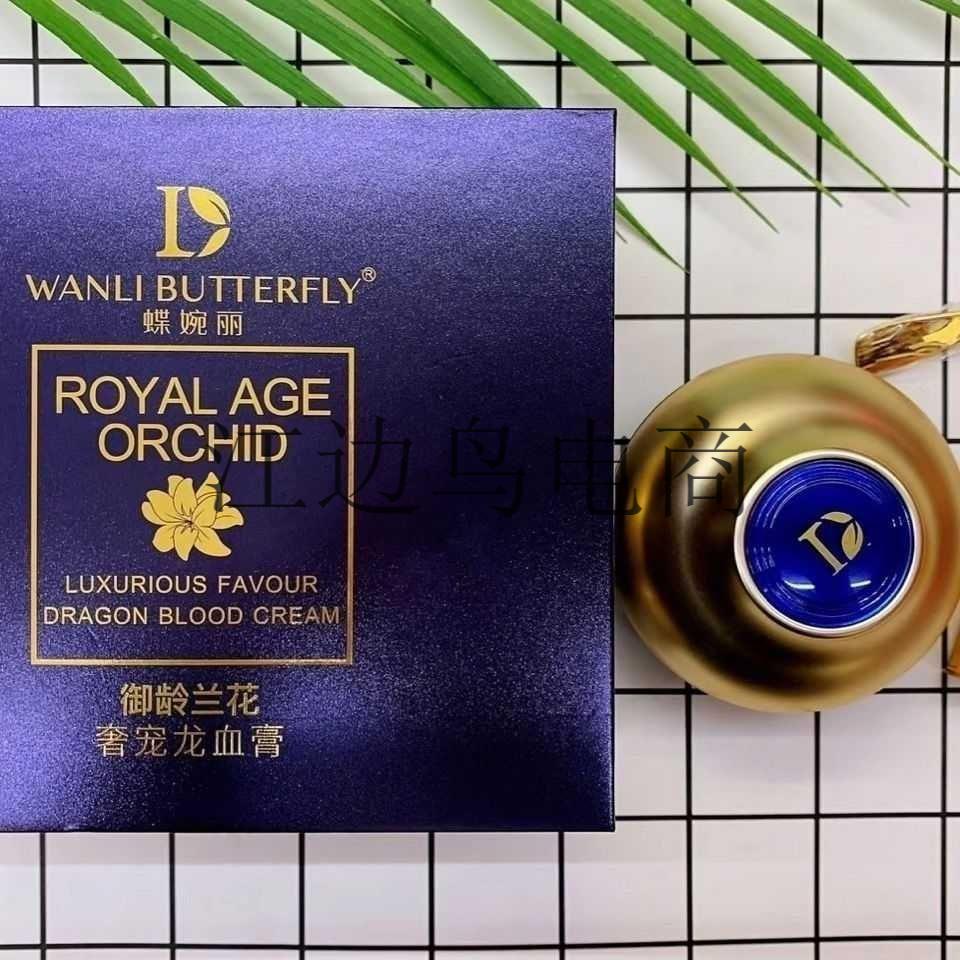 WANLI BUTTERFLY®
蝶婉丽
ROYAL AGE
ORCHID
江边鸟电商
LUXURIOUS FAVOUR
DRAGON BLOOD CREAM
御龄兰花
奢宠龙血膏